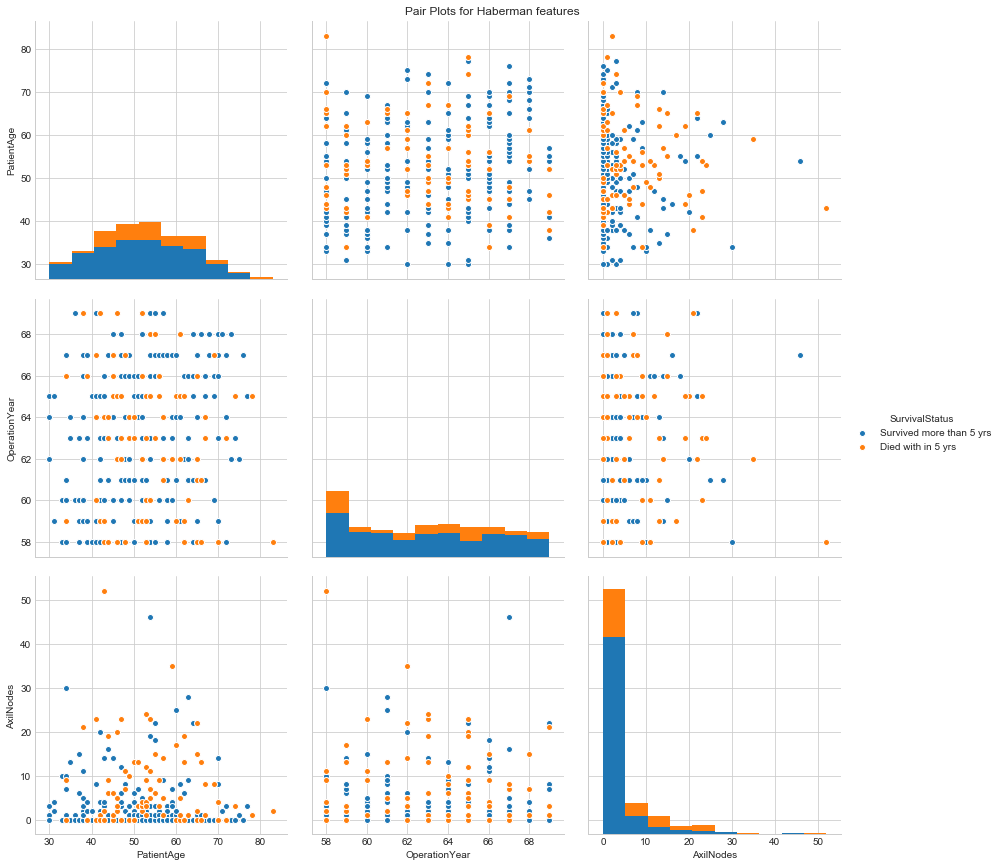 Pair Plots for Haberman features
80
70
60
50
40
30
PatientAge
68
66
64
62
60
58
OperationYear
SurvivalStatus
Survived more than 5 yrs
Died with in 5 yrs
50
40
30
20
10
0
AxilNodes
30 40 50 60 70 80
58 60 62 64 66 68
0 10 20 30 40 50
PatientAge
OperationYear
AxilNodes